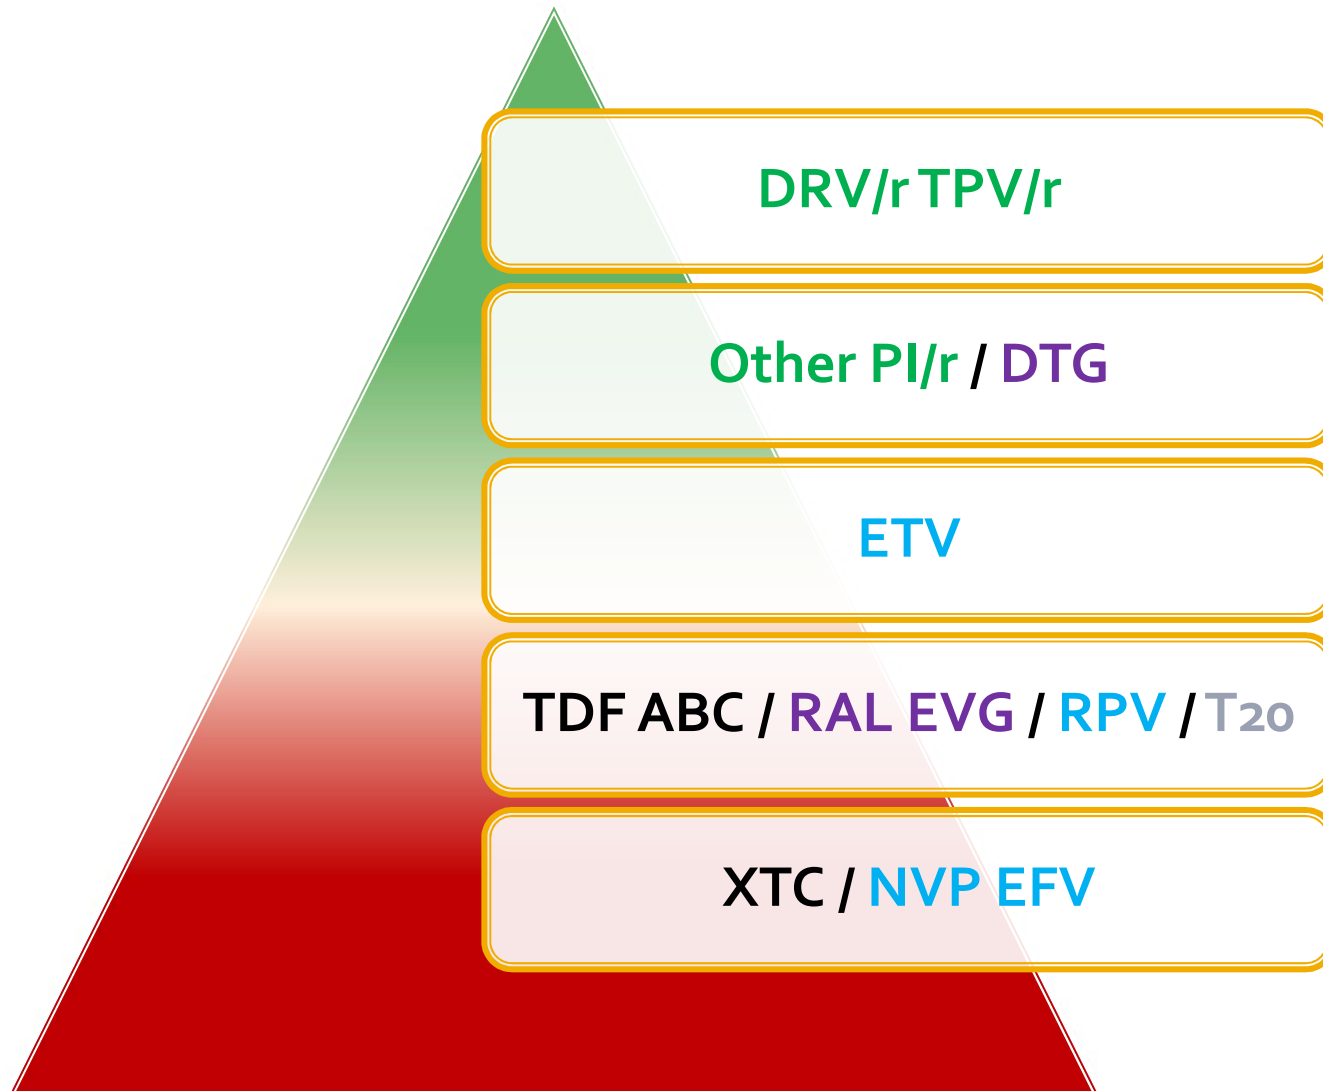 DRV/r TPV/r
Other PI/r / DTG
ETV
TDF ABC / RAL EVG / RPV / T20
XTC / NVP EFV